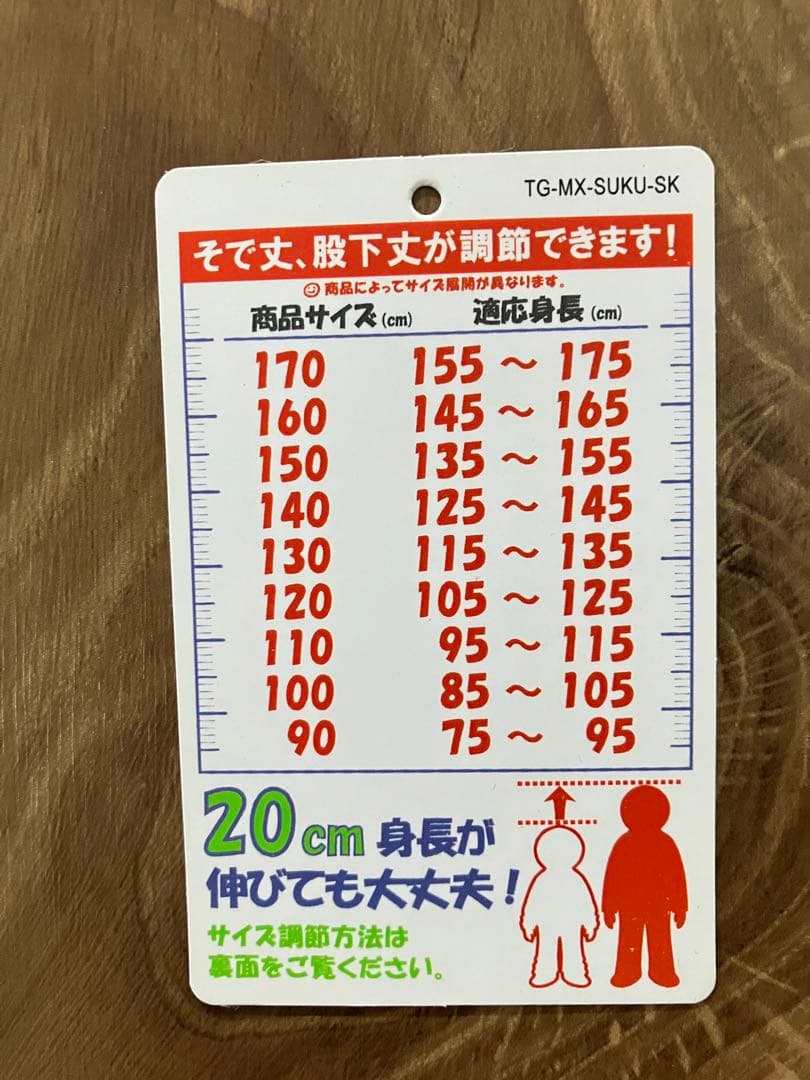 TG-MX-SUKU-SK
そで丈、股下丈が調節できます!
商品によってサイズ展開が異なります。
商品サイズ(cm) 適応身長(cm)
170 155 ～ 175
160 145 ～ 165
150 135 ～ 155
140 125 ～ 145
130 115 ～ 135
120 105 ～ 125
110 95 ～ 115
100 85 ～ 105
90 75 ～ 95
20cm 身長が
伸びても大丈夫!
サイズ調節方法は
裏面をご覧ください。